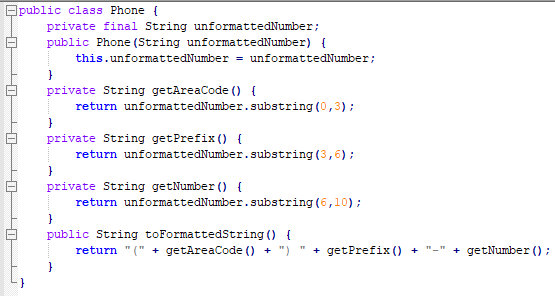 public class Phone {
    private final String unformattedNumber;
    public Phone(String unformattedNumber) {
        this.unformattedNumber = unformattedNumber;
    }
    private String getAreaCode() {
        return unformattedNumber.substring(0,3);
    }
    private String getPrefix() {
        return unformattedNumber.substring(3,6);
    }
    private String getNumber() {
        return unformattedNumber.substring(6,10);
    }
    public String toFormattedString() {
        return "(" + getAreaCode() + ") " + getPrefix() + "-" + getNumber();
    }
}